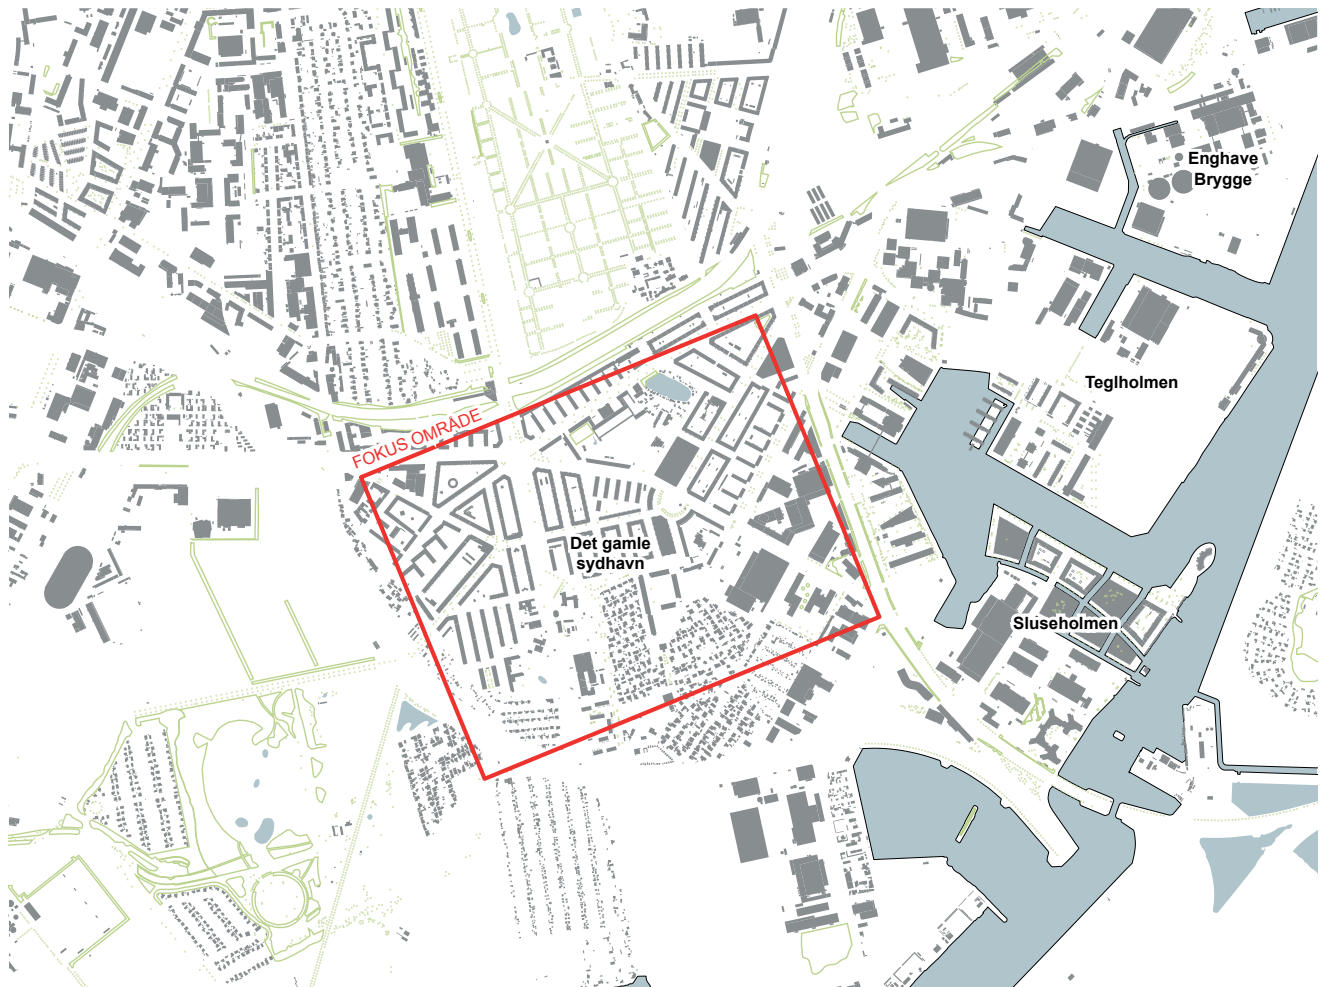 Enghave
Brygge
Teglholmen
FOKUS OMRÅDE
Det gamle
sydhavn
Sluseholmen